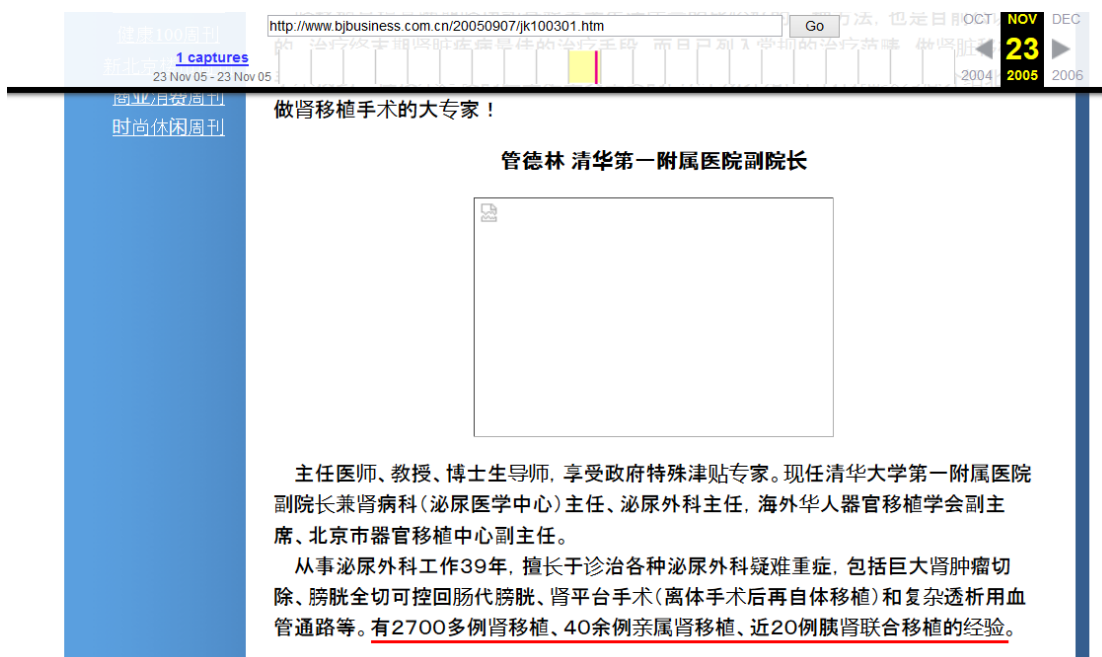 http://www.bjbusiness.com.cn/20050907/jk100301.htm
Go
OCT NOV DEC
健康100周刊
方法, 也是目前
1 captures
23
23 Nov 05 - 23 Nov 05
2004 2005 2006
商业消费周刊
时尚休闲周刊
做肾移植手术的大专家！
管德林 清华第一附属医院副院长
主任医师、教授、博士生导师, 享受政府特殊津贴专家。现任清华大学第一附属医院
副院长兼肾病科(泌尿医学中心)主任、泌尿外科主任, 海外华人器官移植学会副主
席、北京市器官移植中心副主任。
从事泌尿外科工作39年, 擅长于诊治各种泌尿外科疑难重症, 包括巨大肾肿瘤切
除、膀胱全切可控回肠代膀胱、肾平台手术(离体手术后再自体移植)和复杂透析用血
管通路等。有2700多例肾移植、40余例亲属肾移植、近20例胰肾联合移植的经验。